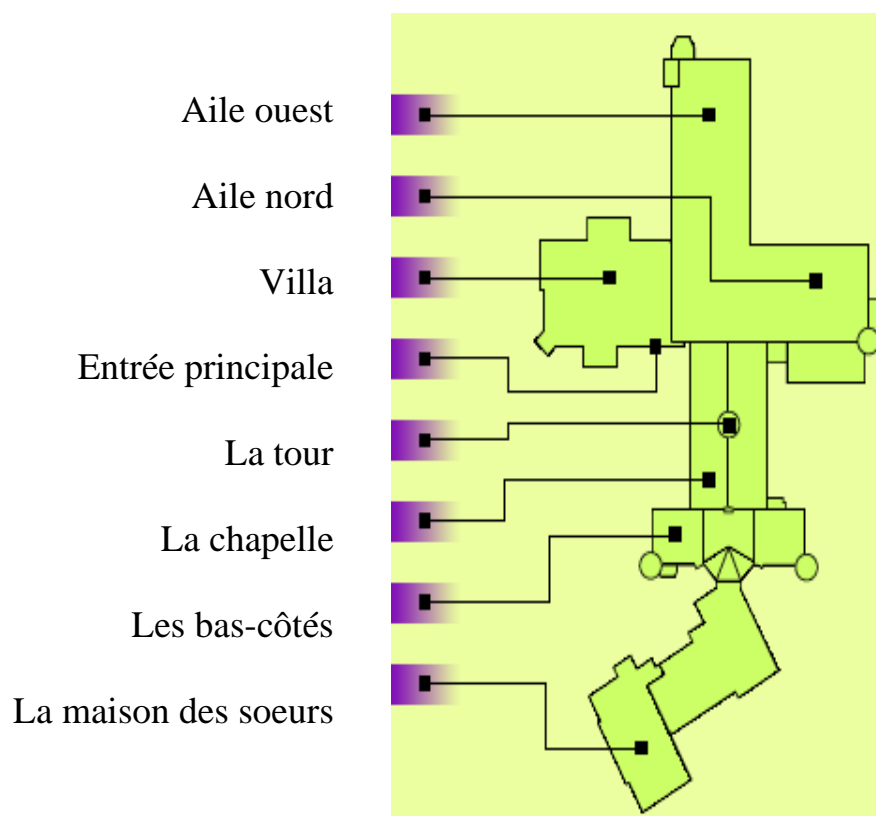 Aile ouest
Aile nord
Villa
Entrée principale
La tour
La chapelle
Les bas-côtés
La maison des soeurs